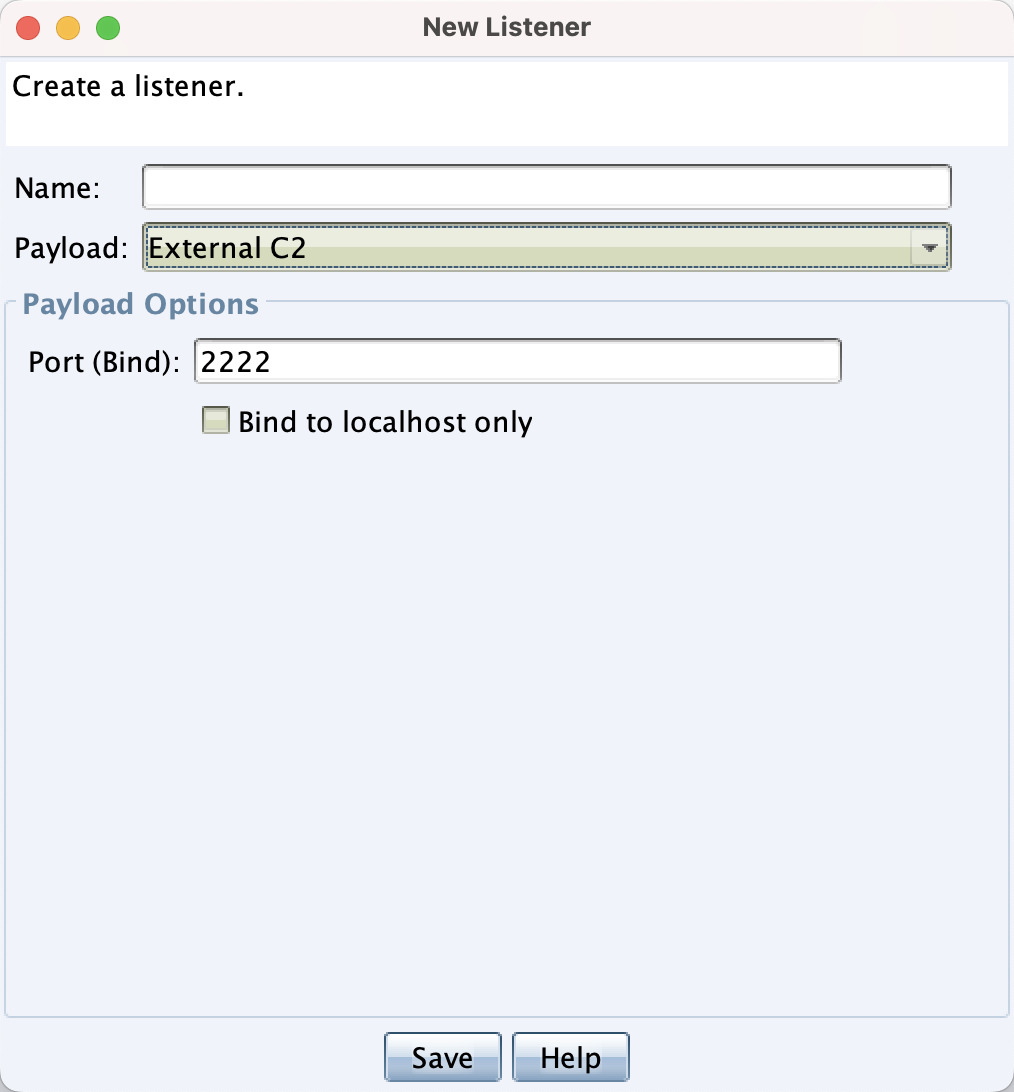 New Listener
Create a listener.
Name:
Payload: External C2
Payload Options
Port (Bind): 2222
Bind to localhost only
Save Help